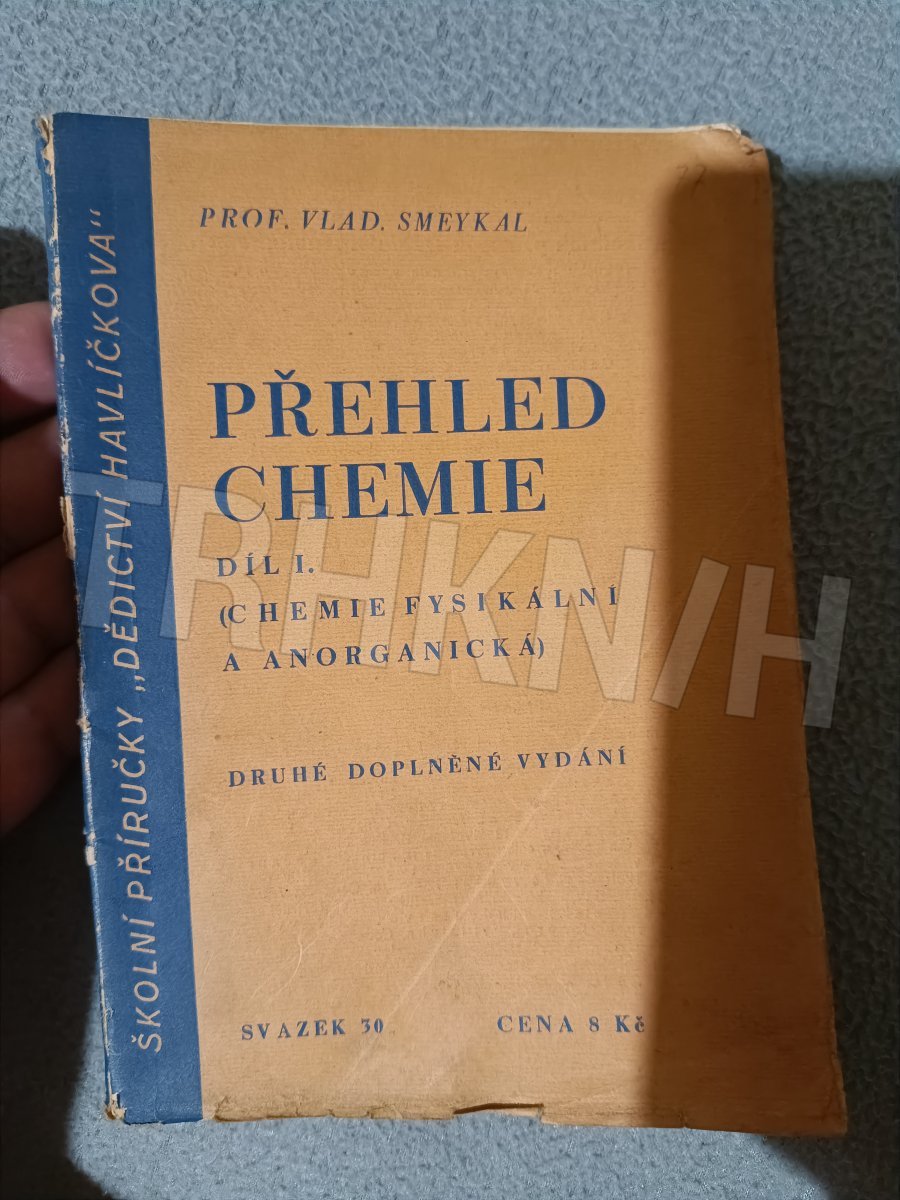 ŠKOLNÍ PŘÍRUČKY „DĚDICTVÍ HAVLÍČKOVA"
PROF. VLAD. SMEYKAL
PŘEHLED
CHEMIE
DÍL I.
(CHEMIE FYSIKÁLNÍ
A ANORGANICKÁ)
DRUHÉ DOPLNĚNÉ VYDÁNÍ
SVAZEK 30
CENA 8 Kč
TRHKNIH